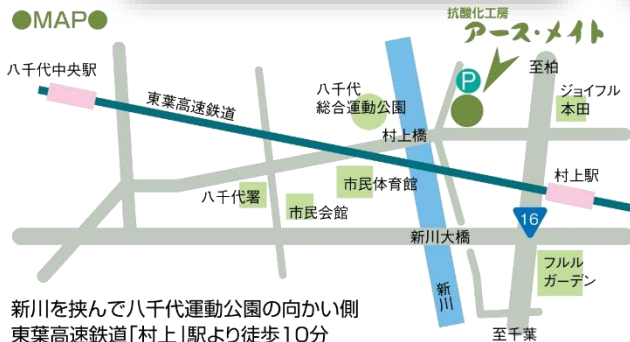 ●MAP●
抗酸化工房
アース・メイト
至柏
八千代中央駅
P
ジョイフル
本田
東葉高速鉄道
八千代
総合運動公園
村上橋
村上駅
八千代署
市民体育館
市民会館
16
新川大橋
フルル
ガーデン
新川
至千葉
新川を挟んで八千代運動公園の向かい側
東葉高速鉄道「村上」駅より徒歩10分